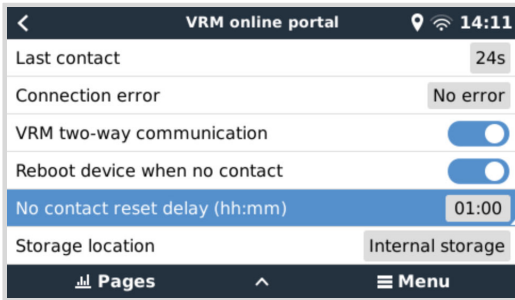 VRM online portal 14:11
Last contact 24s
Connection error No error
VRM two-way communication
Reboot device when no contact
No contact reset delay (hh:mm) 01:00
Storage location Internal storage
Pages Menu